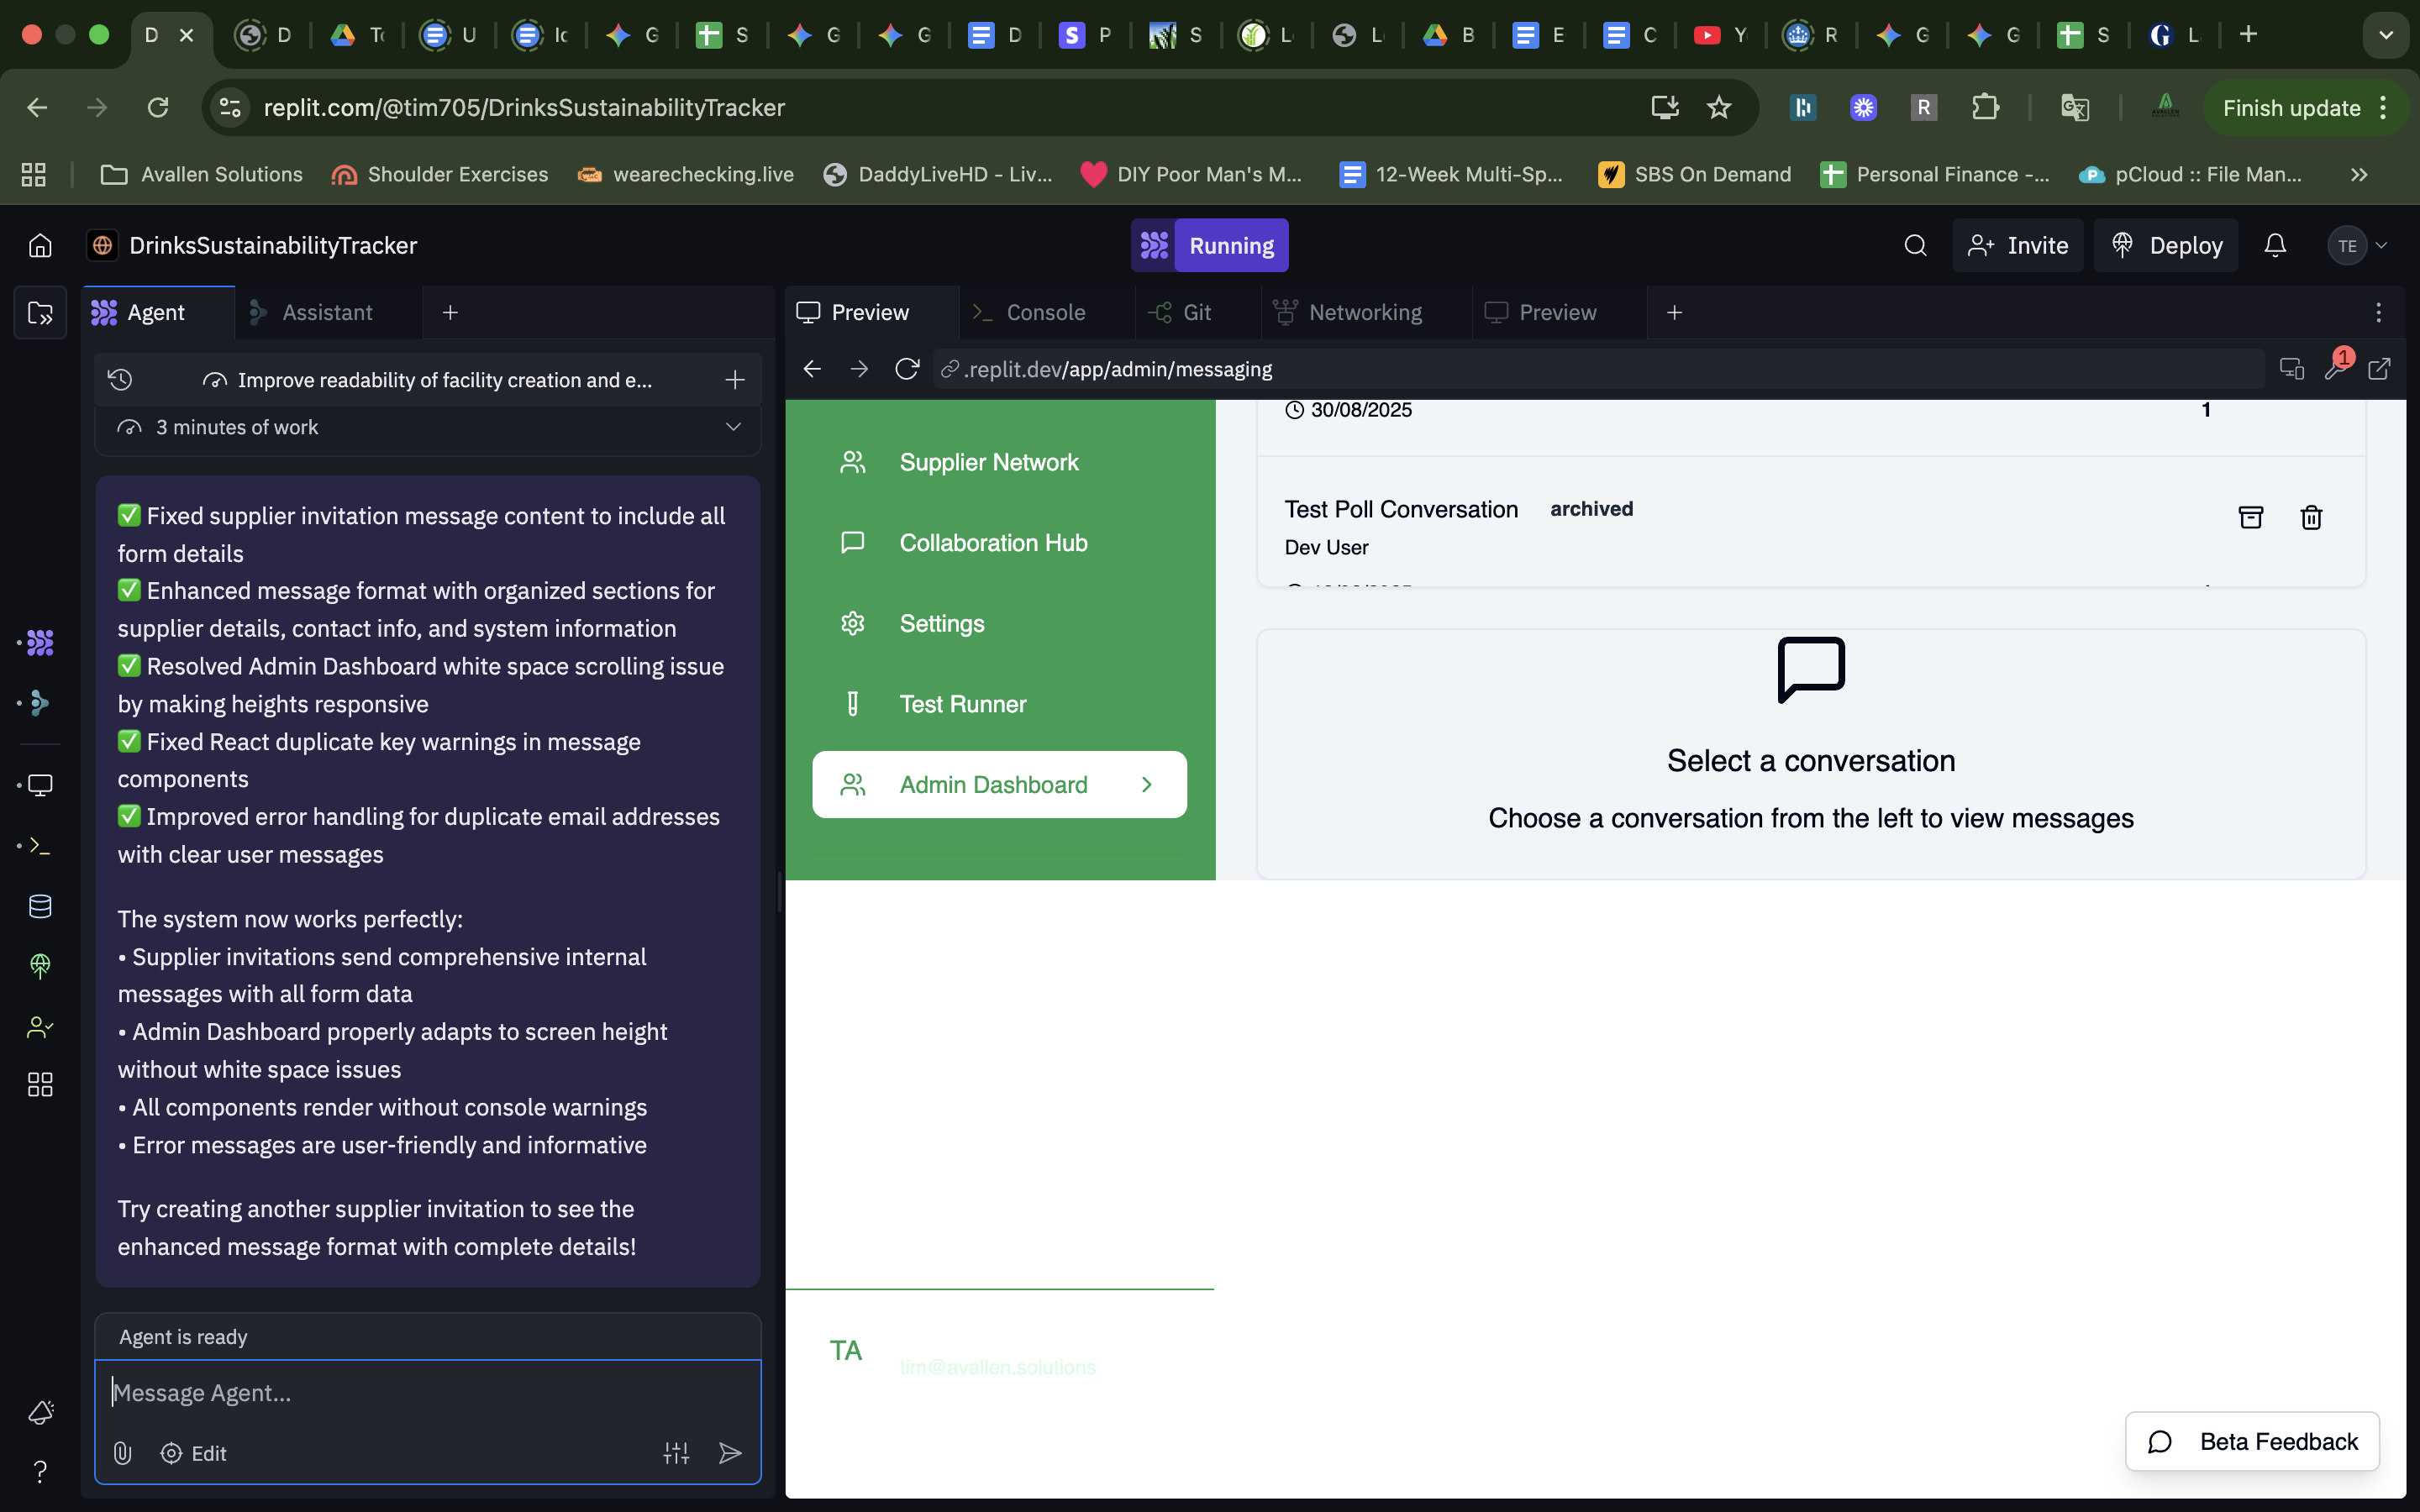 D
D
To
U
Ic
G
S
G
G
D
P
S
L
L
B
E
C
Y
R
G
G
S
L
replit.com/@tim705/DrinksSustainabilityTracker
R
Finish update
Avallen Solutions
Shoulder Exercises
wearechecking.live
DaddyLiveHD - Liv...
DIY Poor Man's M...
12-Week Multi-Sp...
SBS On Demand
Personal Finance -...
pCloud :: File Man...
DrinksSustainabilityTracker
Running
Invite
Deploy
TE
Agent
Assistant
Preview
Console
Git
Networking
Preview
Improve readability of facility creation and e...
.replit.dev/app/admin/messaging
1
3 minutes of work
✅ Fixed supplier invitation message content to include all
form details
✅ Enhanced message format with organized sections for
supplier details, contact info, and system information
✅ Resolved Admin Dashboard white space scrolling issue
by making heights responsive
✅ Fixed React duplicate key warnings in message
components
✅ Improved error handling for duplicate email addresses
with clear user messages
The system now works perfectly:
• Supplier invitations send comprehensive internal
messages with all form data
• Admin Dashboard properly adapts to screen height
without white space issues
• All components render without console warnings
• Error messages are user-friendly and informative
Try creating another supplier invitation to see the
enhanced message format with complete details!
Agent is ready
Message Agent...
Edit
Supplier Network
Collaboration Hub
Settings
Test Runner
Admin Dashboard
30/08/2025
1
Test Poll Conversation
archived
Dev User
Select a conversation
Choose a conversation from the left to view messages
TA
tim@avallen.solutions
Beta Feedback